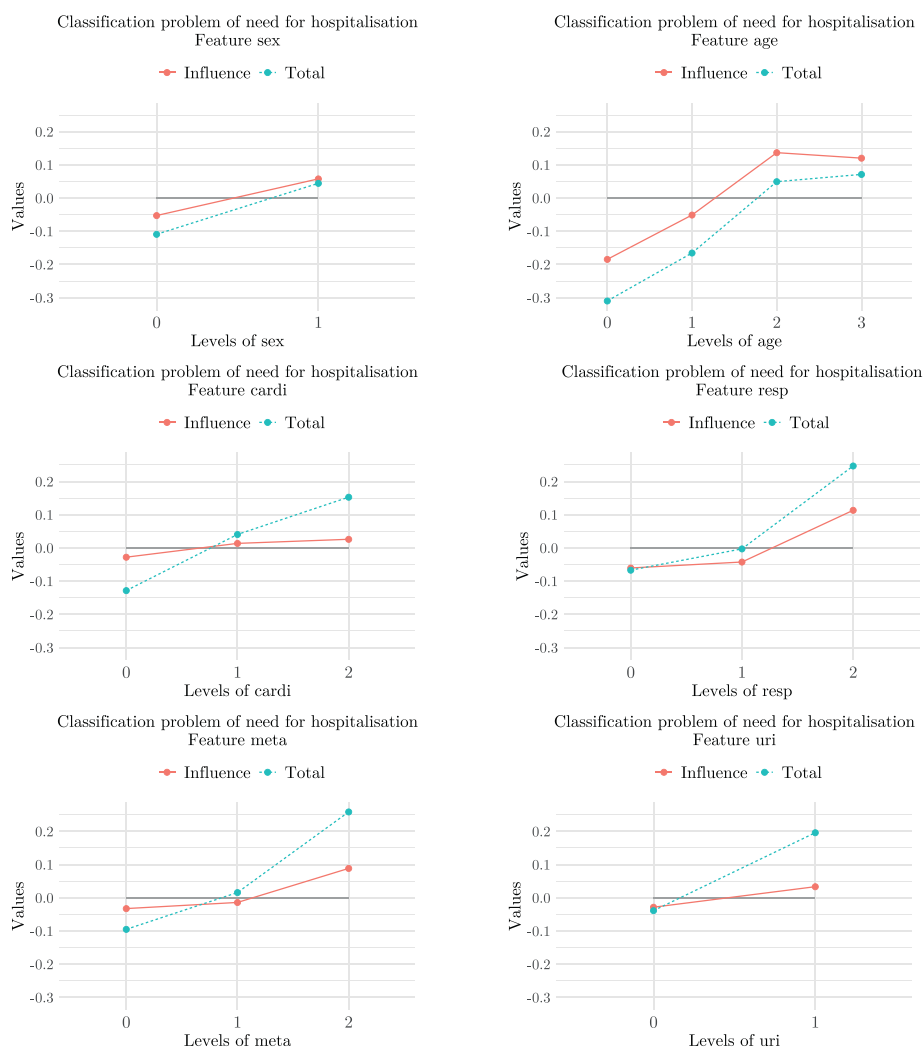 Classification problem of need for hospitalisation
Feature sex
Influence Total
Values
0.2
0.1
0.0
-0.1
-0.2
-0.3
0 1
Levels of sex
Classification problem of need for hospitalisation
Feature age
Influence Total
Values
0.2
0.1
0.0
-0.1
-0.2
-0.3
0 1 2 3
Levels of age
Classification problem of need for hospitalisation
Feature cardi
Influence Total
Values
0.2
0.1
0.0
-0.1
-0.2
-0.3
0 1 2
Levels of cardi
Classification problem of need for hospitalisation
Feature resp
Influence Total
Values
0.2
0.1
0.0
-0.1
-0.2
-0.3
0 1 2
Levels of resp
Classification problem of need for hospitalisation
Feature meta
Influence Total
Values
0.2
0.1
0.0
-0.1
-0.2
-0.3
0 1 2
Levels of meta
Classification problem of need for hospitalisation
Feature uri
Influence Total
Values
0.2
0.1
0.0
-0.1
-0.2
-0.3
0 1
Levels of uri